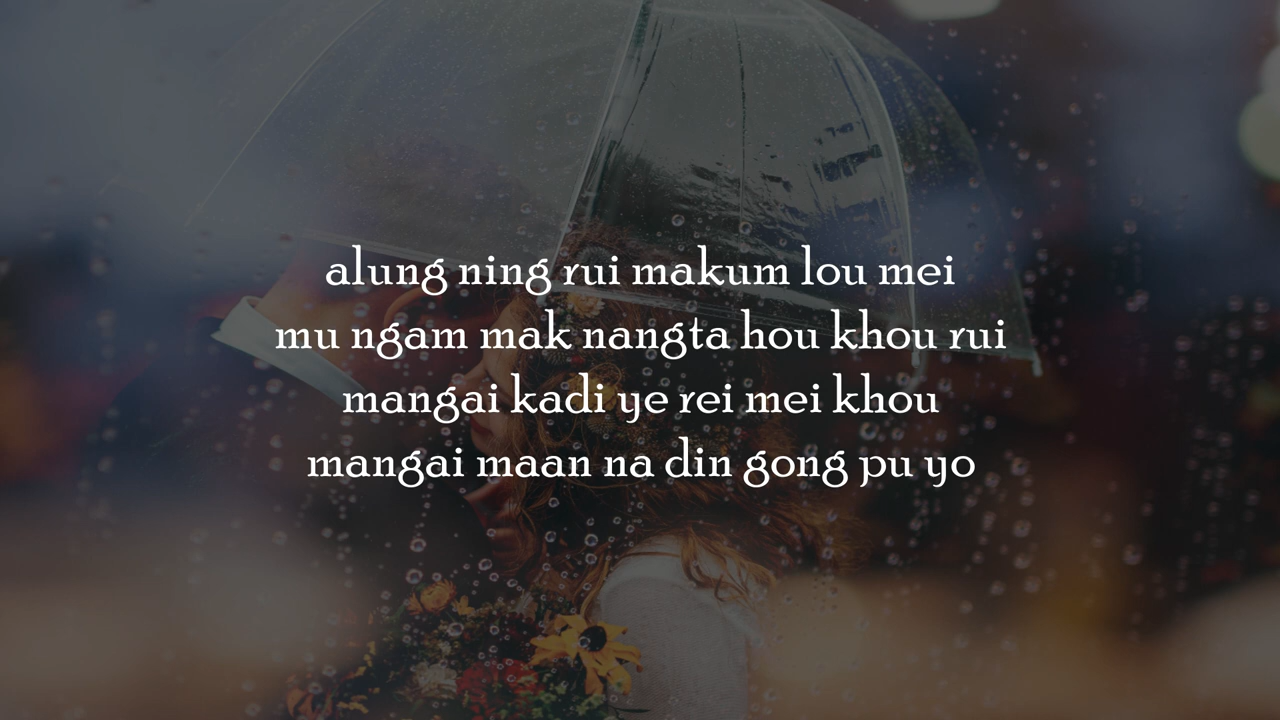 alung ning rui makum lou mei
mu ngam mak nangta hou khou rui
mangai kadi ye rei mei khou
mangai maan na din gong pu yo